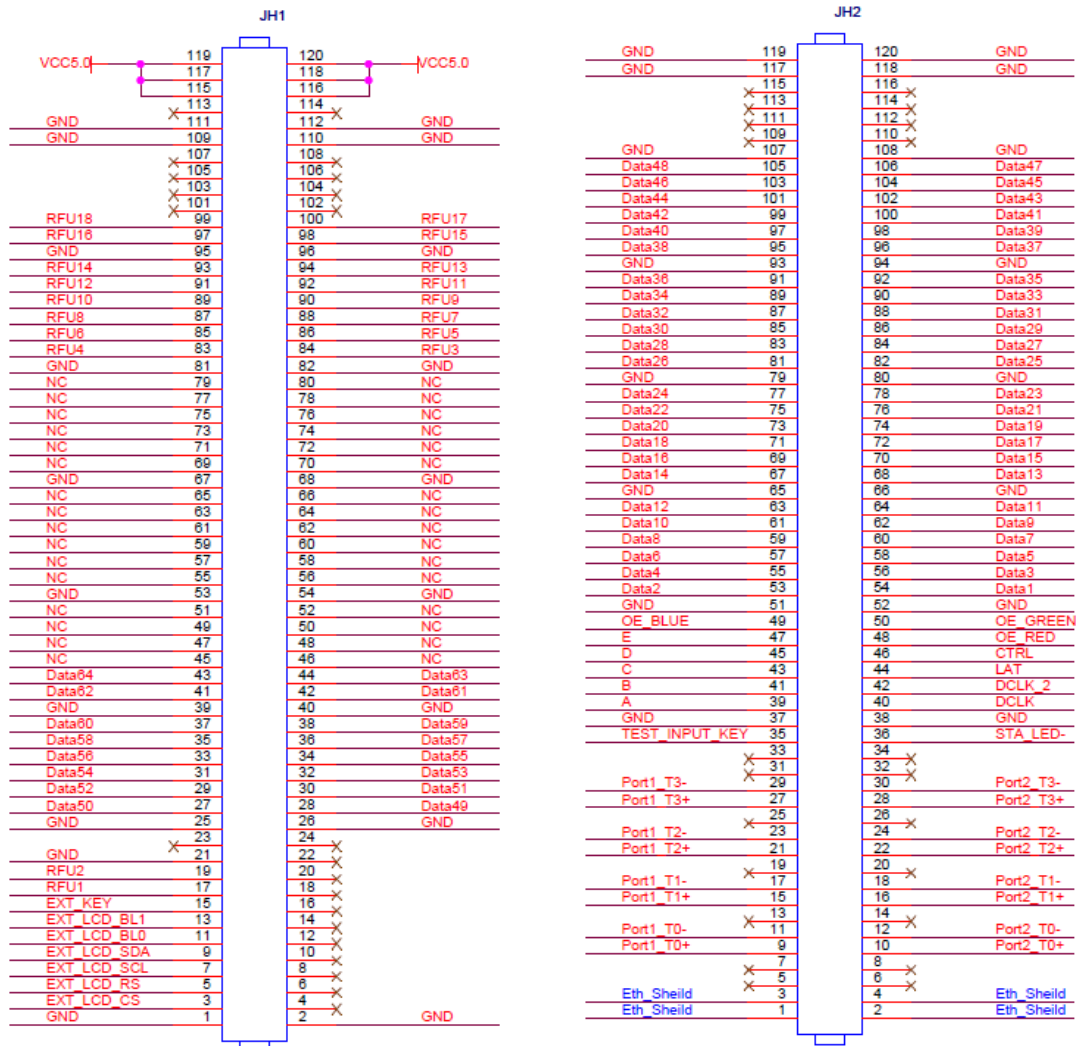 JH1
VCC5.0 119 120 VCC5.0
117 118
115 116
113 114
GND 111 112 GND
GND 109 110 GND
107 108
105 106
103 104
101 102
RFU18 99 100 RFU17
RFU16 97 98 RFU15
GND 95 96 GND
RFU14 93 94 RFU13
RFU12 91 92 RFU11
RFU10 89 90 RFU9
RFU8 87 88 RFU7
RFU6 85 86 RFU5
RFU4 83 84 RFU3
GND 81 82 GND
NC 79 80 NC
NC 77 78 NC
NC 75 76 NC
NC 73 74 NC
NC 71 72 NC
NC 69 70 NC
GND 67 68 GND
NC 65 66 NC
NC 63 64 NC
NC 61 62 NC
NC 59 60 NC
NC 57 58 NC
NC 55 56 NC
GND 53 54 GND
NC 51 52 NC
NC 49 50 NC
NC 47 48 NC
NC 45 46 NC
Data64 43 44 Data63
Data62 41 42 Data61
GND 39 40 GND
Data60 37 38 Data59
Data58 35 36 Data57
Data56 33 34 Data55
Data54 31 32 Data53
Data52 29 30 Data51
Data50 27 28 Data49
GND 25 26 GND
23 24
GND 21 22
RFU2 19 20
RFU1 17 18
EXT_KEY 15 16
EXT_LCD_BL1 13 14
EXT_LCD_BL0 11 12
EXT_LCD_SDA 9 10
EXT_LCD_SCL 7 8
EXT_LCD_RS 5 6
EXT_LCD_CS 3 4
GND 1 2 GND
JH2
GND 119 120 GND
GND 117 118 GND
115 116
113 114
111 112
109 110
GND 107 108 GND
Data48 105 106 Data47
Data46 103 104 Data45
Data44 101 102 Data43
Data42 99 100 Data41
Data40 97 98 Data39
Data38 95 96 Data37
GND 93 94 GND
Data36 91 92 Data35
Data34 89 90 Data33
Data32 87 88 Data31
Data30 85 86 Data29
Data28 83 84 Data27
Data26 81 82 Data25
GND 79 80 GND
Data24 77 78 Data23
Data22 75 76 Data21
Data20 73 74 Data19
Data18 71 72 Data17
Data16 69 70 Data15
Data14 67 68 Data13
GND 65 66 GND
Data12 63 64 Data11
Data10 61 62 Data9
Data8 59 60 Data7
Data6 57 58 Data5
Data4 55 56 Data3
Data2 53 54 Data1
GND 51 52 GND
OE_BLUE 49 50 OE_GREEN
E 47 48 OE_RED
D 45 46 CTRL
C 43 44 LAT
B 41 42 DCLK_2
A 39 40 DCLK
GND 37 38 GND
TEST_INPUT_KEY 35 36 STA_LED-
33 34
31 32
Port1_T3- 29 30 Port2_T3-
Port1_T3+ 27 28 Port2_T3+
25 26
Port1_T2- 23 24 Port2_T2-
Port1_T2+ 21 22 Port2_T2+
19 20
Port1_T1- 17 18 Port2_T1-
Port1_T1+ 15 16 Port2_T1+
13 14
Port1_T0- 11 12 Port2_T0-
Port1_T0+ 9 10 Port2_T0+
7 8
5 6
Eth_Sheild 3 4 Eth_Sheild
Eth_Sheild 1 2 Eth_Sheild